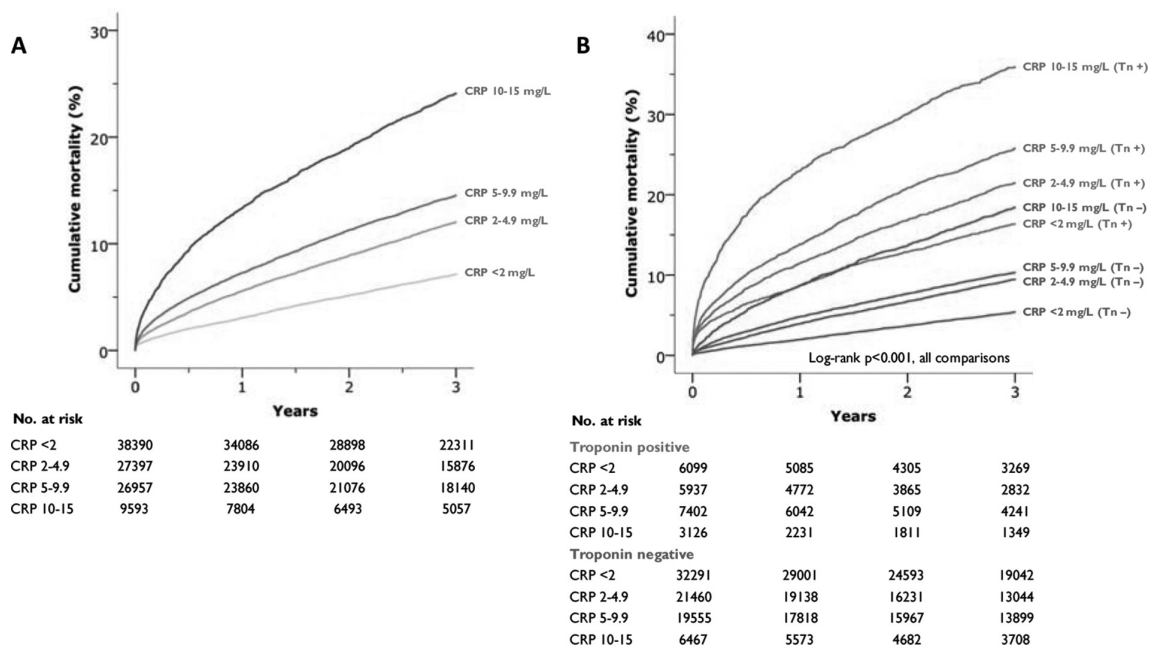 A
Cumulative mortality (%)
30
20
10
0
CRP 10-15 mg/L
CRP 5-9.9 mg/L
CRP 2-4.9 mg/L
CRP <2 mg/L
0 1 2 3
Years
No. at risk
CRP <2 38390 34086 28898 22311
CRP 2-4.9 27397 23910 20096 15876
CRP 5-9.9 26957 23860 21076 18140
CRP 10-15 9593 7804 6493 5057
B
Cumulative mortality (%)
40
30
20
10
0
CRP 10-15 mg/L (Tn +)
CRP 5-9.9 mg/L (Tn +)
CRP 2-4.9 mg/L (Tn +)
CRP 10-15 mg/L (Tn –)
CRP <2 mg/L (Tn +)
CRP 5-9.9 mg/L (Tn –)
CRP 2-4.9 mg/L (Tn –)
CRP <2 mg/L (Tn –)
Log-rank p<0.001, all comparisons
0 1 2 3
Years
No. at risk
Troponin positive
CRP <2 6099 5085 4305 3269
CRP 2-4.9 5937 4772 3865 2832
CRP 5-9.9 7402 6042 5109 4241
CRP 10-15 3126 2231 1811 1349
Troponin negative
CRP <2 32291 29001 24593 19042
CRP 2-4.9 21460 19138 16231 13044
CRP 5-9.9 19555 17818 15967 13899
CRP 10-15 6467 5573 4682 3708